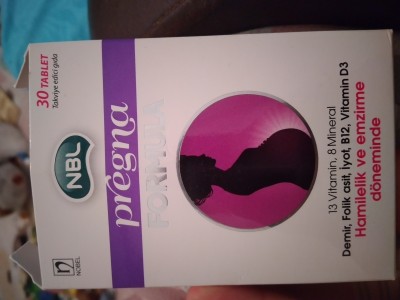 30 TABLET
Takviye edici gıda
NBL
pregna
FORMULA
13 Vitamin, 8 Mineral
Demir, Folik asit, İyot, B12, Vitamin D3
Hamilelik ve emzirme
döneminde
n
NOBEL